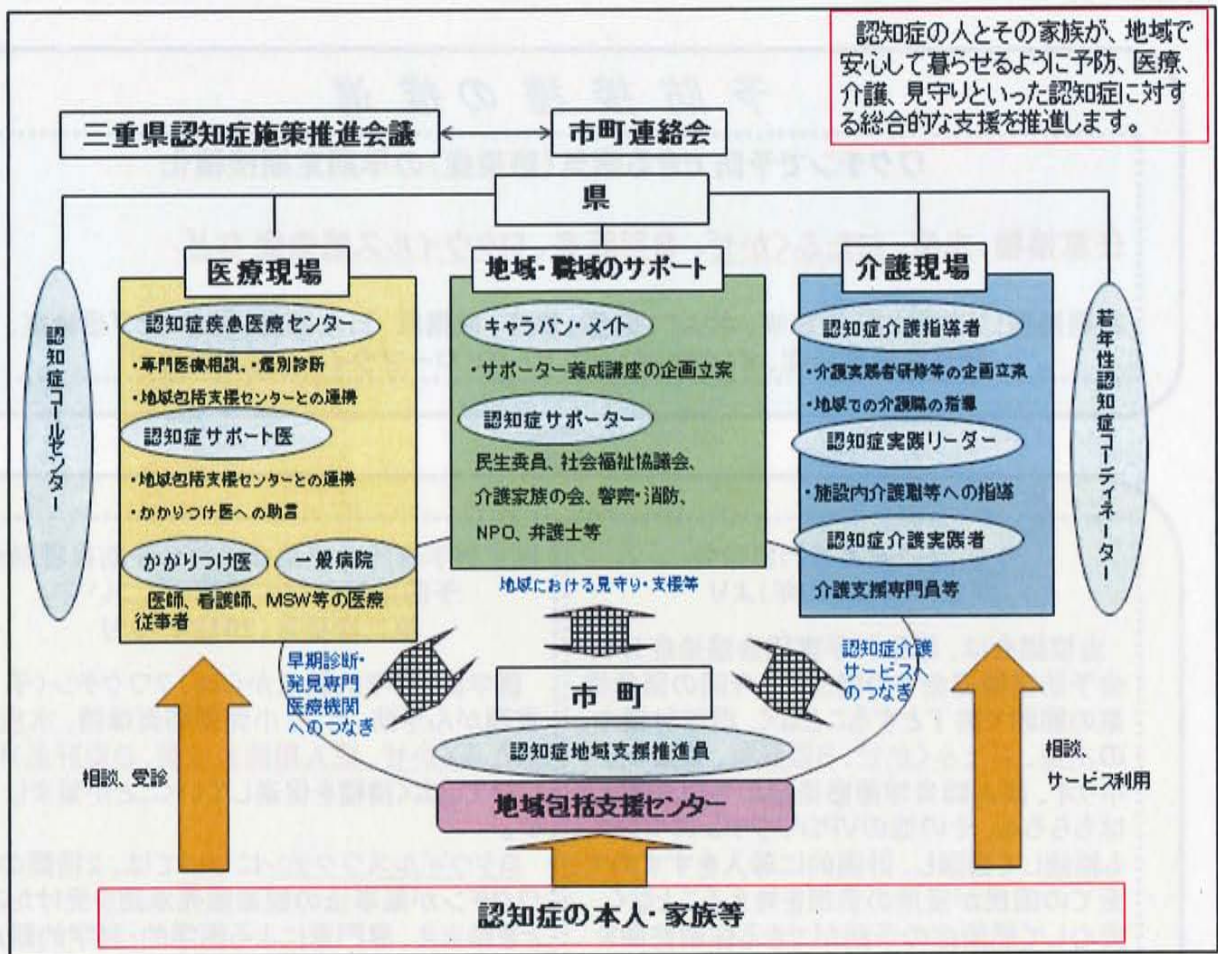 認知症の人とその家族が、地域で
安心して暮らせるように予防、医療、
介護、見守りといった認知症に対す
る総合的な支援を推進します。
三重県認知症施策推進会議
市町連絡会
県
認知症コールセンター
医療現場
認知症疾患医療センター
・専門医療相談、・鑑別診断
・地域包括支援センターとの連携
認知症サポート医
・地域包括支援センターとの連携
・かかりつけ医への助言
かかりつけ医
一般病院
医師、看護師、MSW等の医療
従事者
地域・職域のサポート
キャラバン・メイト
・サポーター養成講座の企画立案
認知症サポーター
民生委員、社会福祉協議会、
介護家族の会、警察・消防、
NPO、弁護士等
地域における見守り・支援等
介護現場
認知症介護指導者
・介護実践者研修等の企画立案
・地域での介護職の指導
認知症実践リーダー
・施設内介護職等への指導
認知症介護実践者
介護支援専門員等
若年性認知症コーディネーター
早期診断・
発見専門
医療機関
へのつなぎ
認知症介護
サービスへ
のつなぎ
市町
認知症地域支援推進員
地域包括支援センター
相談、受診
相談、
サービス利用
認知症の本人・家族等